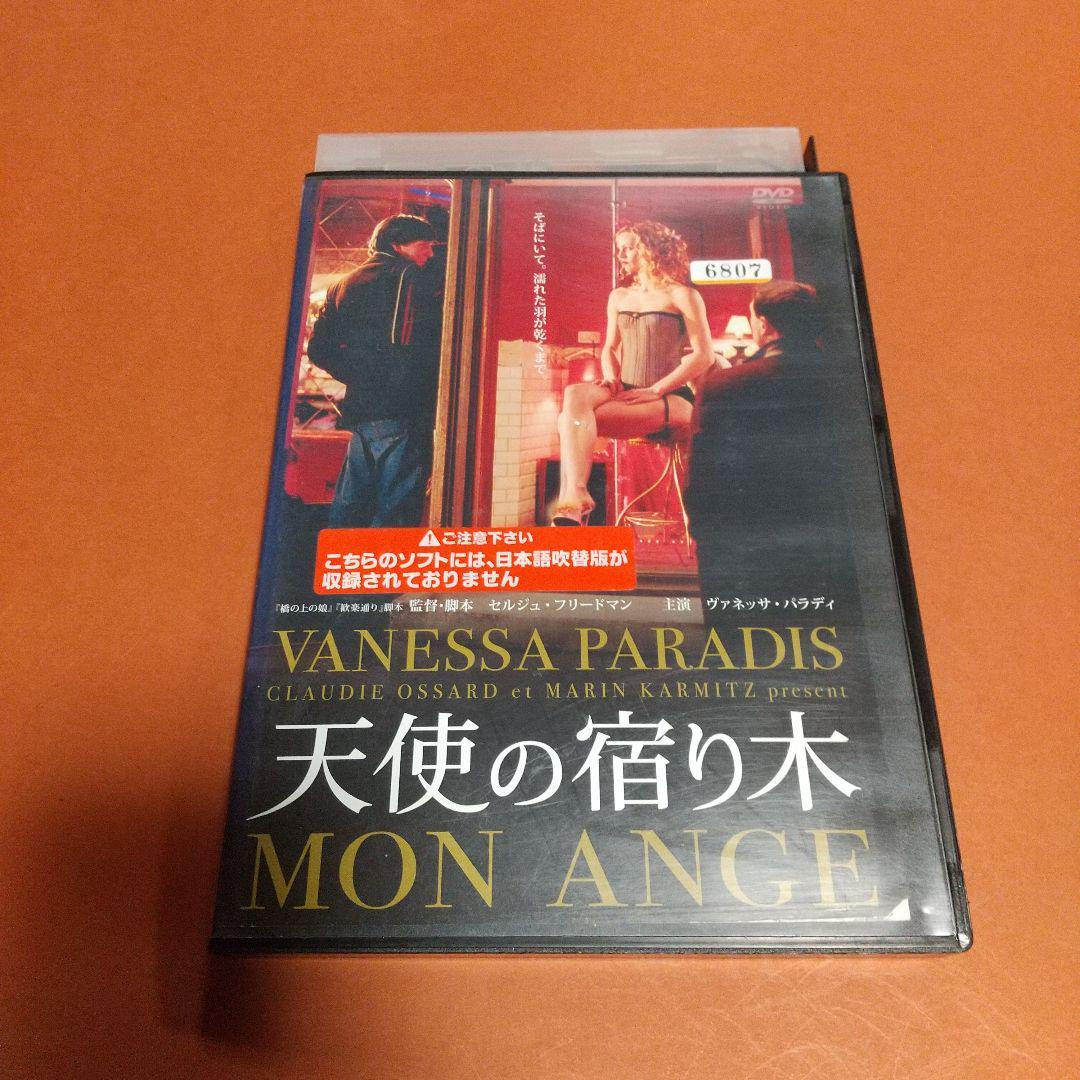 DVD
VIDEO
そばにいて。濡れた羽が乾くまで。
6807
ご注意下さい
こちらのソフトには、日本語吹替版が
収録されておりません
『橋の上の娘』『歓楽通り』脚本 監督・脚本 セルジュ・フリードマン 主演 ヴァネッサ・パラディ
VANESSA PARADIS
CLAUDIE OSSARD et MARIN KARMITZ present
天使の宿り木
MON ANGE